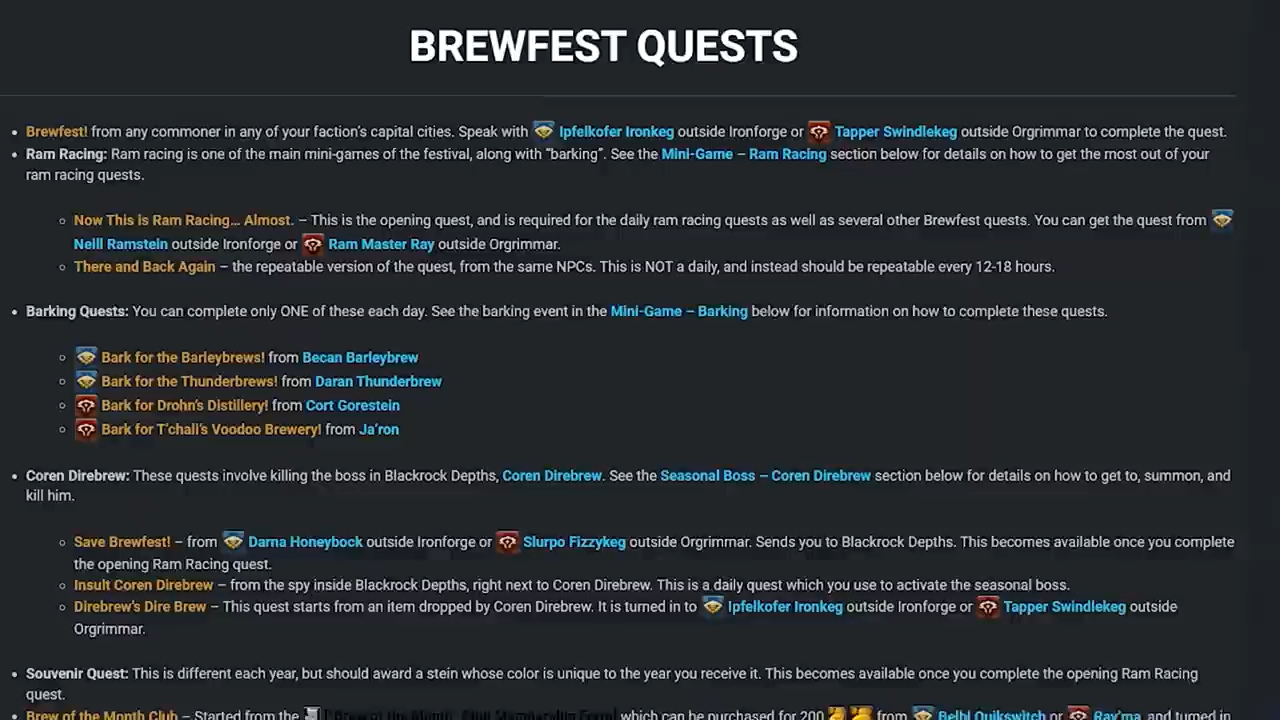 BREWFEST QUESTS
• Brewfest! from any commoner in any of your faction's capital cities. Speak with Ipfelkofer Ironkeg outside Ironforge or Tapper Swindlekeg outside Orgrimmar to complete the quest.
• Ram Racing: Ram racing is one of the main mini-games of the festival, along with "barking". See the Mini-Game – Ram Racing section below for details on how to get the most out of your
ram racing quests.
○ Now This is Ram Racing... Almost. – This is the opening quest, and is required for the daily ram racing quests as well as several other Brewfest quests. You can get the quest from
Neill Ramstein outside Ironforge or Ram Master Ray outside Orgrimmar.
○ There and Back Again – the repeatable version of the quest, from the same NPCs. This is NOT a daily, and instead should be repeatable every 12-18 hours.
• Barking Quests: You can complete only ONE of these each day. See the barking event in the Mini-Game – Barking below for information on how to complete these quests.
○ Bark for the Barleybrews! from Becan Barleybrew
○ Bark for the Thunderbrews! from Daran Thunderbrew
○ Bark for Drohn's Distillery! from Cort Gorestein
○ Bark for T'chali's Voodoo Brewery! from Ja'ron
• Coren Direbrew: These quests involve killing the boss in Blackrock Depths, Coren Direbrew. See the Seasonal Boss – Coren Direbrew section below for details on how to get to, summon, and
kill him.
○ Save Brewfest! – from Darna Honeybock outside Ironforge or Slurpo Fizzykeg outside Orgrimmar. Sends you to Blackrock Depths. This becomes available once you complete
the opening Ram Racing quest.
○ Insult Coren Direbrew – from the spy inside Blackrock Depths, right next to Coren Direbrew. This is a daily quest which you use to activate the seasonal boss.
○ Direbrew's Dire Brew – This quest starts from an item dropped by Coren Direbrew. It is turned in to Ipfelkofer Ironkeg outside Ironforge or Tapper Swindlekeg outside
Orgrimmar.
• Souvenir Quest: This is different each year, but should award a stein whose color is unique to the year you receive it. This becomes available once you complete the opening Ram Racing
quest.
• Brew of the Month Club – Started from the "Brew of the Month" Club Membership Form which can be purchased for 200 from Belbi Quikswitch or Ray'ma, and turned in